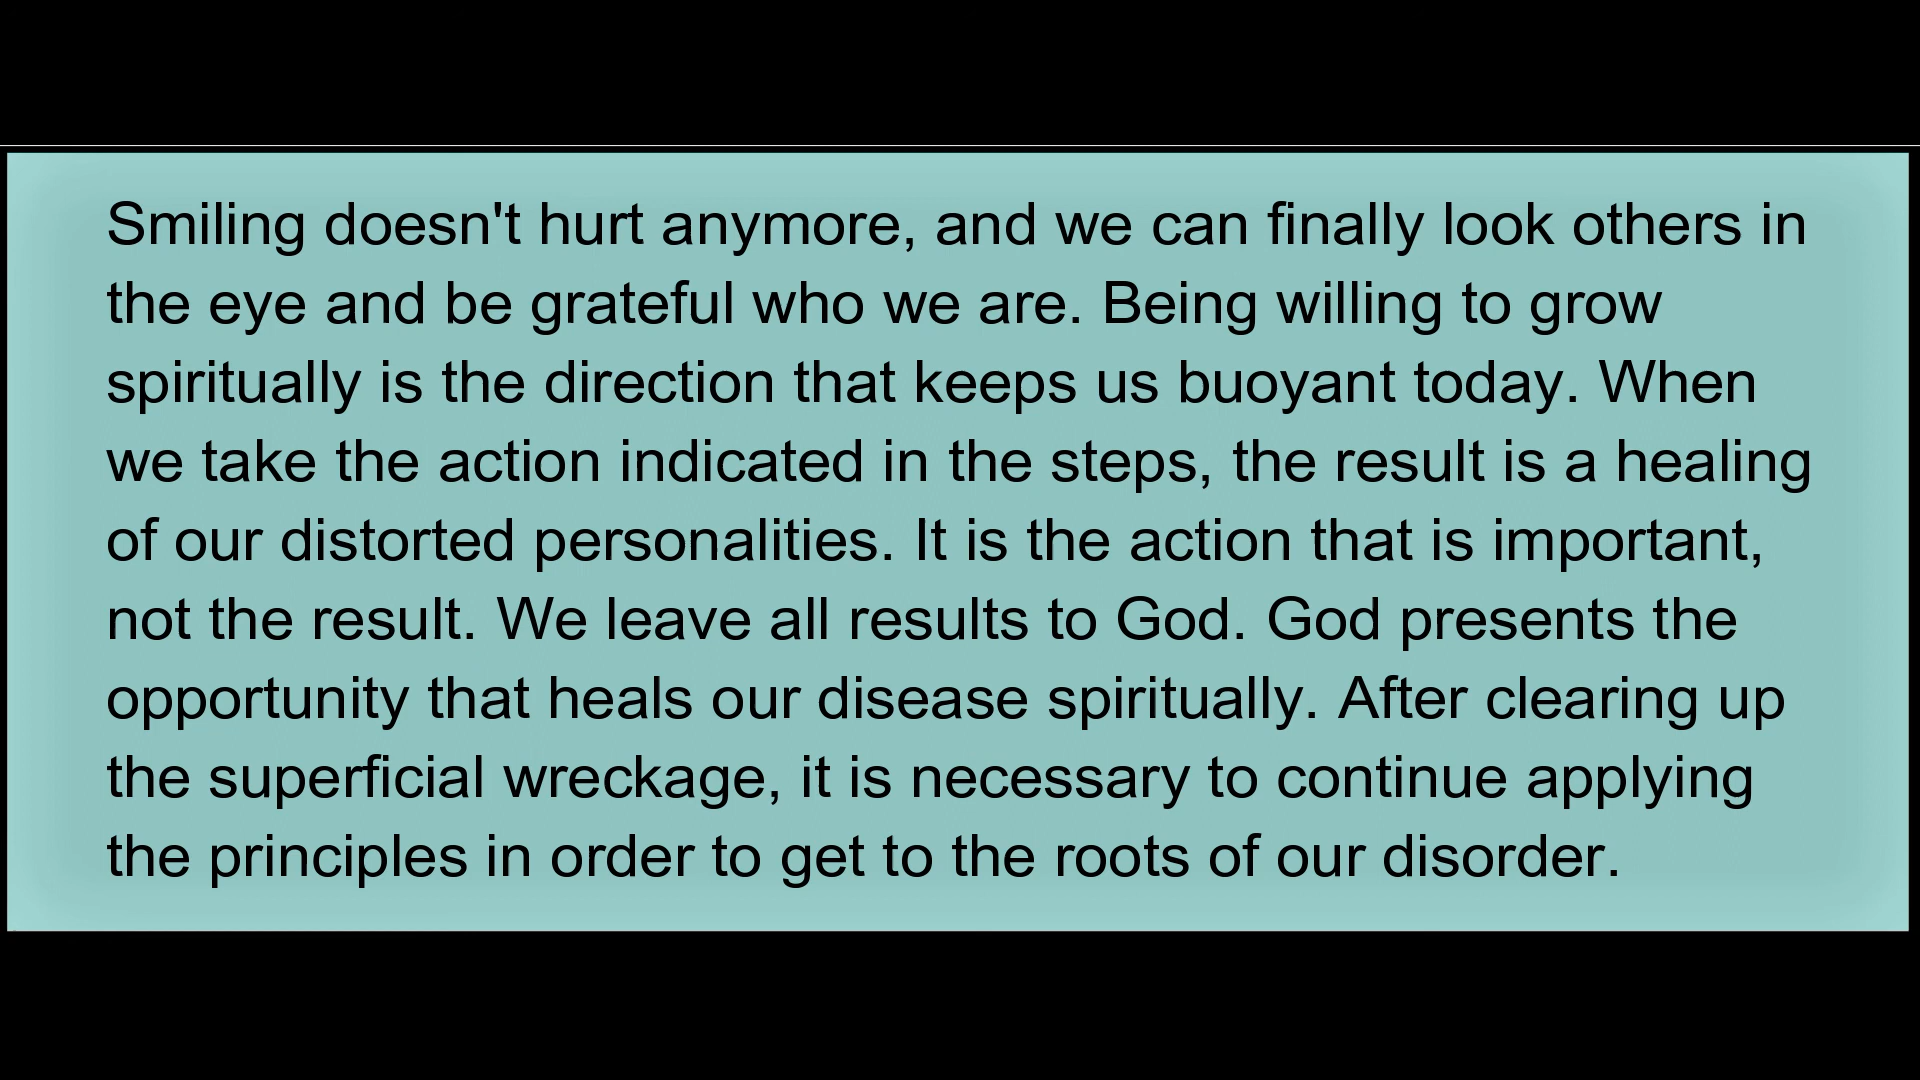 Smiling doesn't hurt anymore, and we can finally look others in
the eye and be grateful who we are. Being willing to grow
spiritually is the direction that keeps us buoyant today. When
we take the action indicated in the steps, the result is a healing
of our distorted personalities. It is the action that is important,
not the result. We leave all results to God. God presents the
opportunity that heals our disease spiritually. After clearing up
the superficial wreckage, it is necessary to continue applying
the principles in order to get to the roots of our disorder.